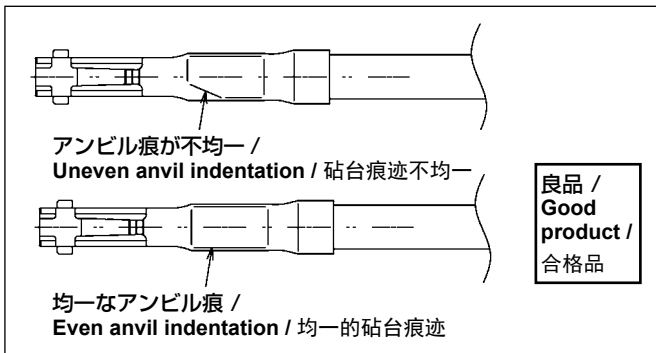 アンビル痕が不均一 /
Uneven anvil indentation / 砧台痕迹不均一
良品 /
Good
product /
合格品
均一なアンビル痕 /
Even anvil indentation / 均一的砧台痕迹